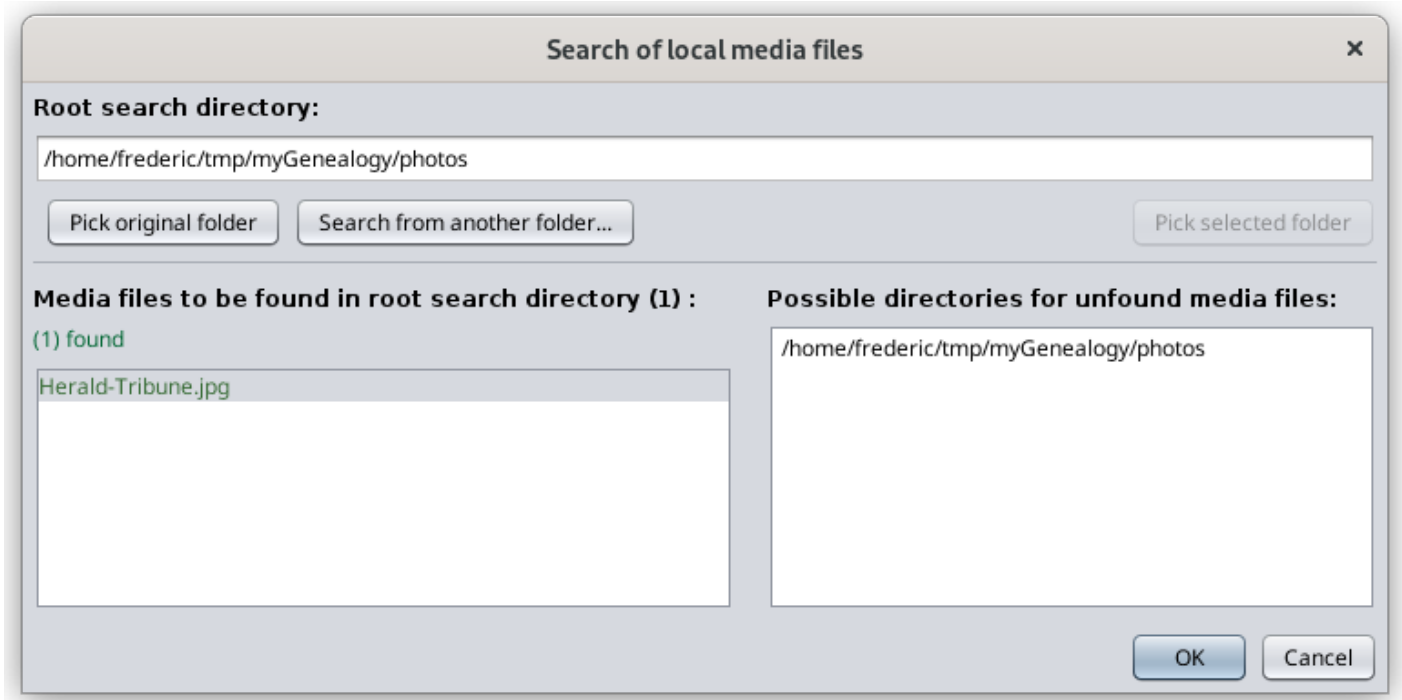 Search of local media files
Root search directory:
/home/frederic/tmp/myGenealogy/photos
Pick original folder
Search from another folder...
Pick selected folder
Media files to be found in root search directory (1) :
(1) found
Herald-Tribune.jpg
Possible directories for unfound media files:
/home/frederic/tmp/myGenealogy/photos
OK
Cancel